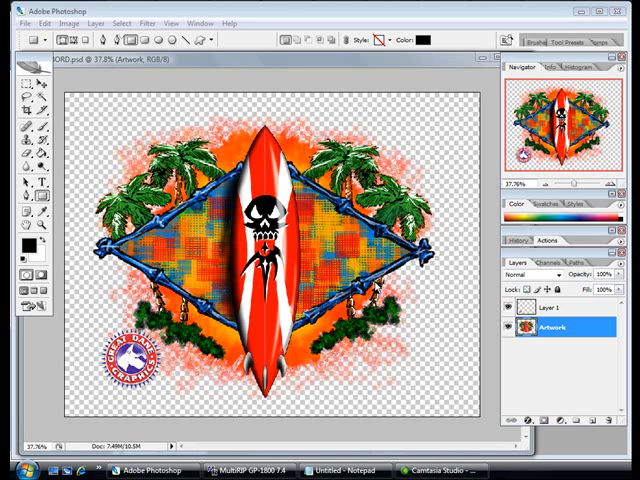 Adobe Photoshop
File Edit Image Layer Select Filter View Window Help
Style: Color:
Brushes Tool Presets Comps
ORD.psd @ 37.8% (Artwork, RGB/8)
Navigator Info Histogram
37.76%
Color Swatches Styles
History Actions
Layers Channels Paths
Normal Opacity: 100%
Lock: Fill: 100%
Layer 1
Artwork
GREAT DANE
GRAPHICS
37.76% Doc: 7.49M/10.5M
Adobe Photoshop MultiRIP GP-1800 7.4 Untitled - Notepad Camtasia Studio - ...